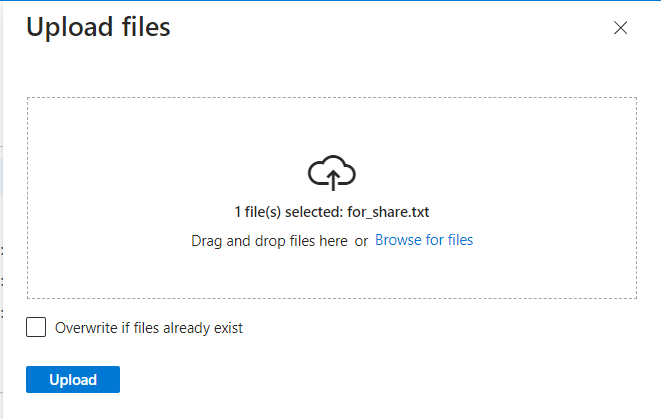 Upload files
1 file(s) selected: for_share.txt
Drag and drop files here or Browse for files
Overwrite if files already exist
Upload